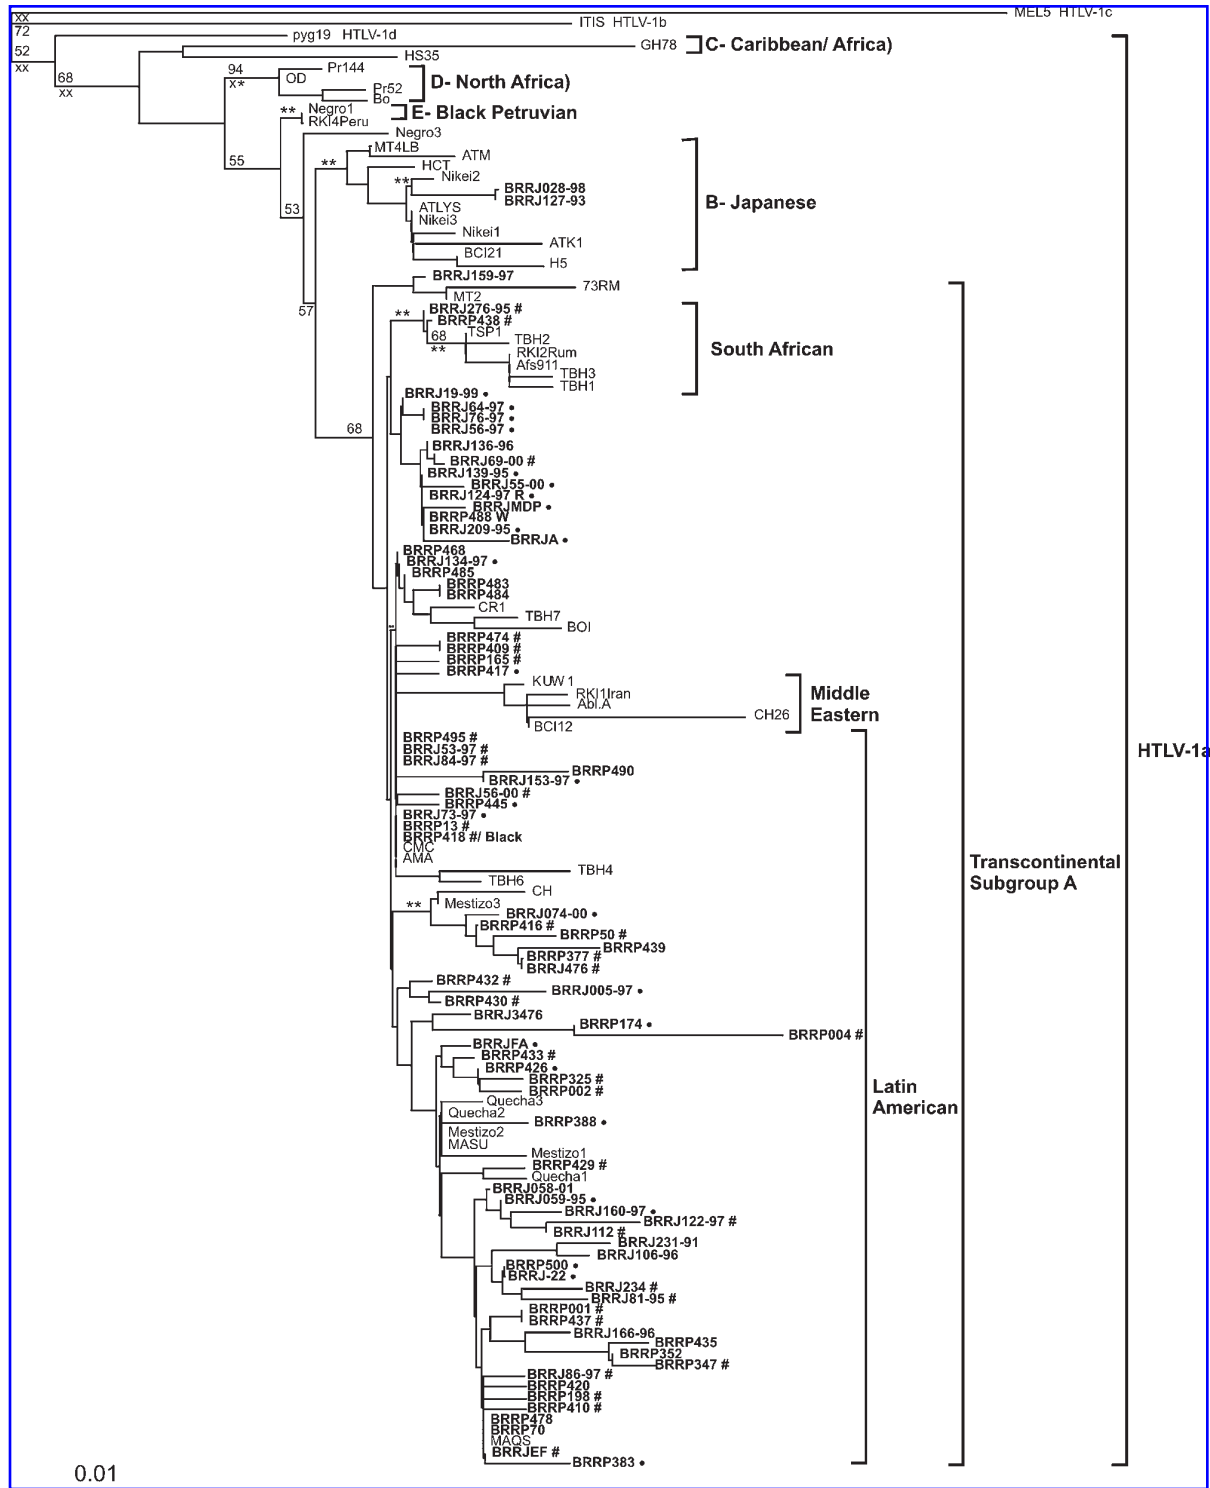 MEL5 HTLV-1c
xx
ITIS HTLV-1b
72
pyg19 HTLV-1d
GH78
C- Caribbean/ Africa)
52
xx
HS35
68
xx
94
x*
OD
Pr144
Pr52
Bo
D- North Africa)
**
Negro1
RKI4Peru
E- Black Petruvian
Negro3
55
**
MT4LB
ATM
HCT
**
Nikei2
BRRJ028-98
BRRJ127-93
B- Japanese
53
ATLYS
Nikei3
Nikei1
ATK1
BCI21
H5
BRRJ159-97
73RM
MT2
57
**
BRRJ276-95 #
BRRP438 #
68
**
TSP1
TBH2
RKI2Rum
Afs911
TBH3
TBH1
South African
BRRJ19-99 •
BRRJ64-97 •
BRRJ76-97 •
BRRJ56-97 •
68
BRRJ136-96
BRRJ69-00 #
BRRJ139-95 •
BRRJ55-00 •
BRRJ124-97 R •
BRRJMDP •
BRRP488 W
BRRJ209-95 •
BRRJA •
BRRP468
BRRJ134-97 •
BRRP485
BRRP483
BRRP484
CR1
TBH7
BOI
**
BRRP474 #
BRRP409 #
BRRP165 #
BRRP417 •
KUW1
RKI1Iran
Abl.A
CH26
BCI12
Middle
Eastern
BRRP495 #
BRRJ53-97 #
BRRJ84-97 #
HTLV-1a
BRRP490
BRRJ153-97 •
BRRJ56-00 #
BRRP445 •
BRRJ73-97 •
BRRP13 #
BRRP418 #/ Black
CMC
AMA
Transcontinental
Subgroup A
TBH4
TBH6
CH
**
Mestizo3
BRRJ074-00 •
BRRP416 #
BRRP50 #
BRRP439
BRRP377 #
BRRJ476 #
BRRP432 #
BRRJ005-97 •
BRRP430 #
BRRJ3476
BRRP174 •
BRRP004 #
BRRJFA •
BRRP433 #
BRRP426 •
BRRP325 #
BRRP002 #
Latin
American
Quecha3
Quecha2
BRRP388 •
Mestizo2
MASU
Mestizo1
BRRP429 #
Quecha1
BRRJ058-01
BRRJ059-95 •
BRRJ160-97 •
BRRJ122-97 #
BRRJ112 #
BRRJ231-91
BRRJ106-96
BRRP500 •
BRRJ-22 •
BRRJ234 #
BRRJ81-95 #
BRRP001 #
BRRP437 #
BRRJ166-96
BRRP435
BRRP352
BRRP347 #
BRRJ86-97 #
BRRP420
BRRP198 #
BRRP410 #
BRRP478
BRRP70
MAQS
BRRJEF #
BRRP383 •
0.01